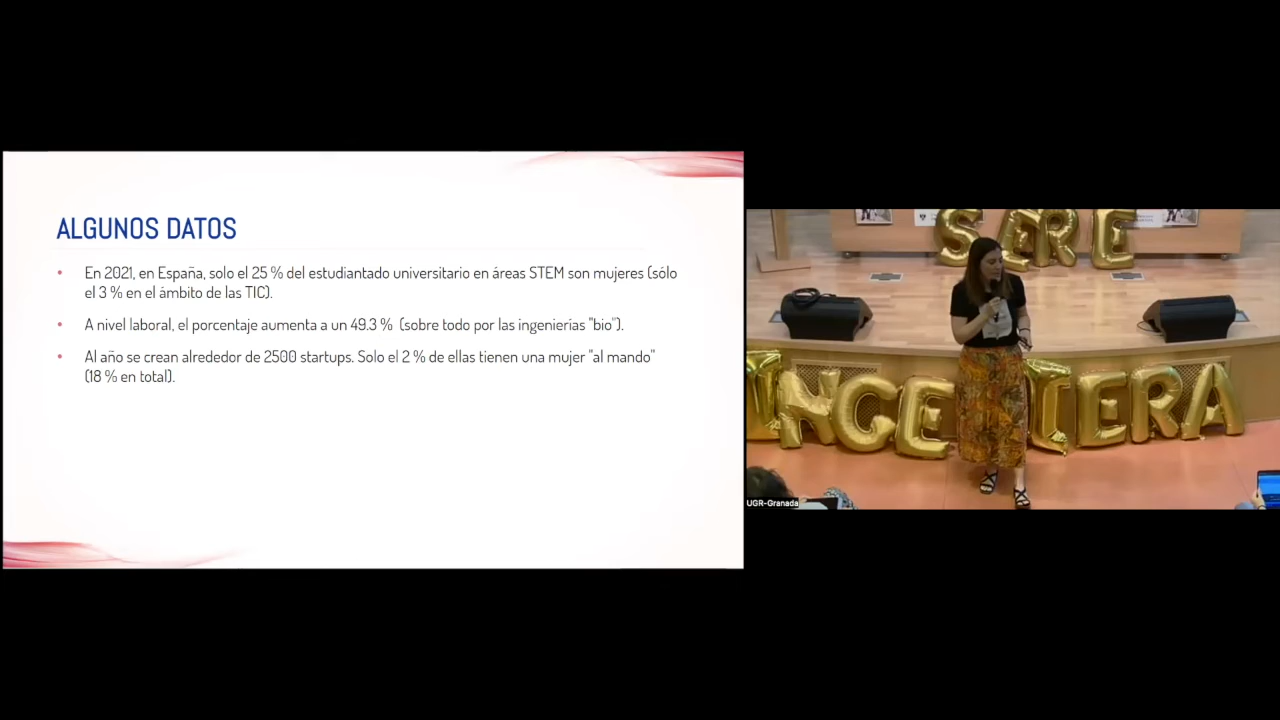 ALGUNOS DATOS
• En 2021, en España, solo el 25 % del estudiantado universitario en áreas STEM son mujeres (sólo
el 3 % en el ámbito de las TIC).
• A nivel laboral, el porcentaje aumenta a un 49.3 % (sobre todo por las ingenierías "bio").
• Al año se crean alrededor de 2500 startups. Solo el 2 % de ellas tienen una mujer "al mando"
(18 % en total).
SERÉ
INGENIERA
UGR-Granada